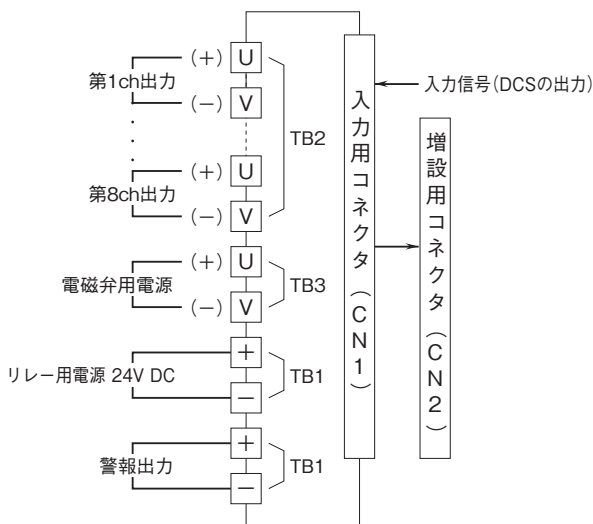 (+) U
第1ch出力
(−) V
TB2
(+) U
第8ch出力
(−) V
(+) U
電磁弁用電源
TB3
(−) V
+
リレー用電源 24V DC
TB1
−
+
警報出力
TB1
−
入力用コネクタ(CN1)
入力信号(DCSの出力)
増設用コネクタ(CN2)